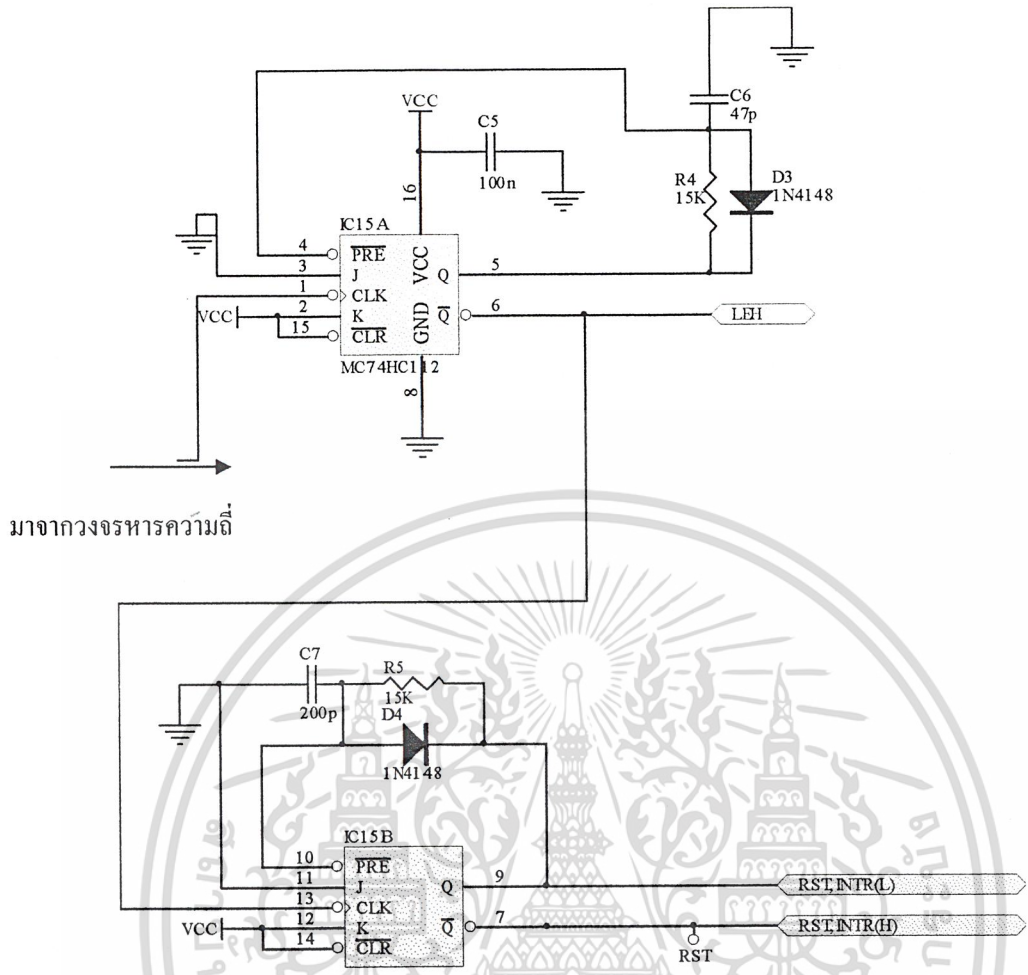 VCC
C5
100n
16
C6
47p
R4
15K
D3
1N4148
IC15A
4
PRE
3
J
1
CLK
2
K
15
CLR
VCC
GND
Q
5
Q
6
VCC
LEH
MC74HC112
8
มาจากวงจรหารความถี่
C7
200p
R5
15K
D4
1N4148
IC15B
10
PRE
11
J
13
CLK
12
K
14
CLR
VCC
Q
9
Q
7
RST
RST,INTR(L)
RST,INTR(H)